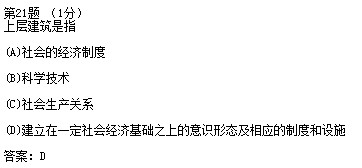 第21题 （1分）
上层建筑是指
(A)社会的经济制度
(B)科学技术
(C)社会生产关系
(D)建立在一定社会经济基础之上的意识形态及相应的制度和设施
答案：D